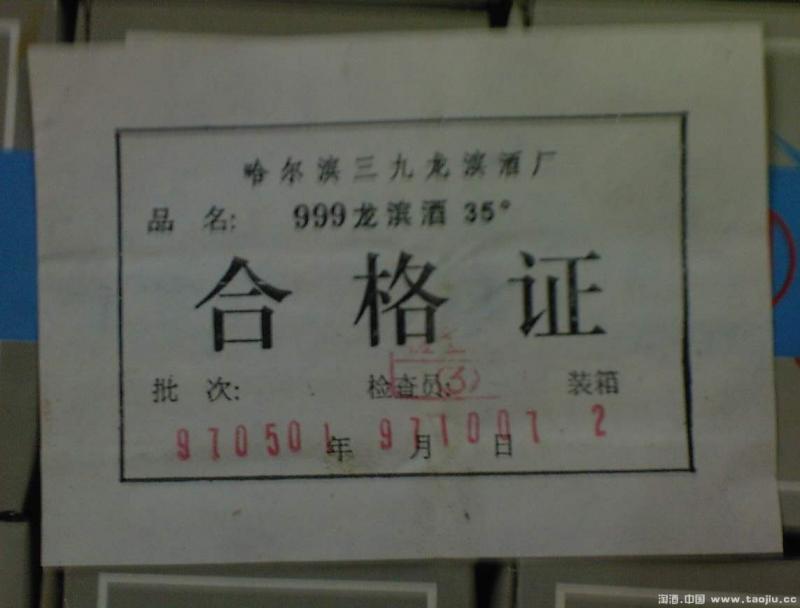 哈尔滨三九龙滨酒厂
品 名: 999龙滨酒 35°
合格证
批 次: 检查员: 装箱
(3)
970501 年 971007 月 日 2
淘酒.中国 www.taojiu.cc